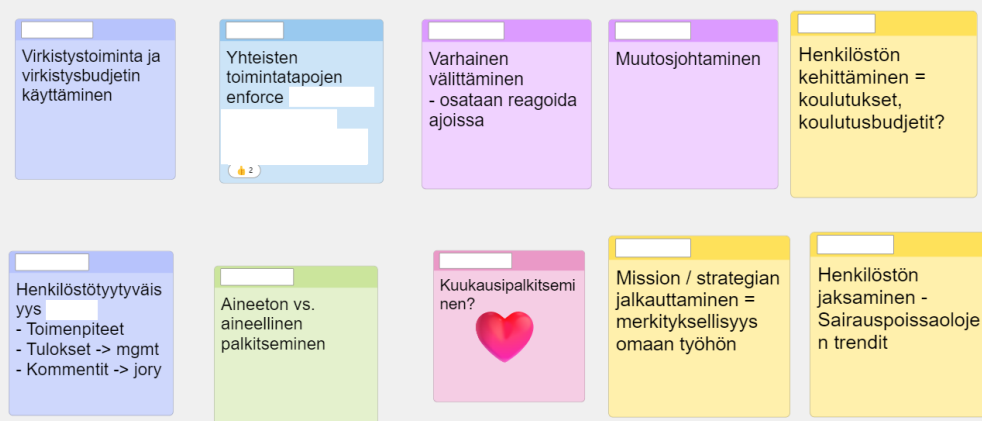 Virkistystoiminta ja
virkistysbudjetin
käyttäminen
Yhteisten
toimintatapojen
enforce
👍 2
Varhainen
välittäminen
- osataan reagoida
ajoissa
Muutosjohtaminen
Henkilöstön
kehittäminen =
koulutukset,
koulutusbudjetit?
Henkilöstötyytyväis
yys
- Toimenpiteet
- Tulokset -> mgmt
- Kommentit -> jory
Aineeton vs.
aineellinen
palkitseminen
Kuukausipalkitsemi
nen?
Mission / strategian
jalkauttaminen =
merkityksellisyys
omaan työhön
Henkilöstön
jaksaminen -
Sairauspoissaoloje
n trendit